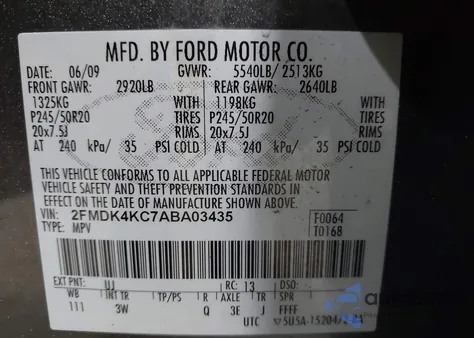 MFD. BY FORD MOTOR CO.
DATE: 06/09 GVWR: 5540LB/ 2513KG
FRONT GAWR: 2920LB REAR GAWR: 2640LB
1325KG WITH 1198KG WITH
P245/50R20 TIRES P245/50R20 TIRES
20x7.5J RIMS 20x7.5J RIMS
AT 240 kPa/ 35 PSI COLD AT 240 kPa/ 35 PSI COLD
THIS VEHICLE CONFORMS TO ALL APPLICABLE FEDERAL MOTOR
VEHICLE SAFETY AND THEFT PREVENTION STANDARDS IN
EFFECT ON THE DATE OF MANUFACTURE SHOWN ABOVE.
VIN: 2FMDK4KC7ABA03435 F0064
TYPE: MPV T0168
EXT PNT: UJ RC: 13 DSO:
WB INT TR TP/PS R AXLE TR SPR
111 3W Q 3E J FFFF
UTC